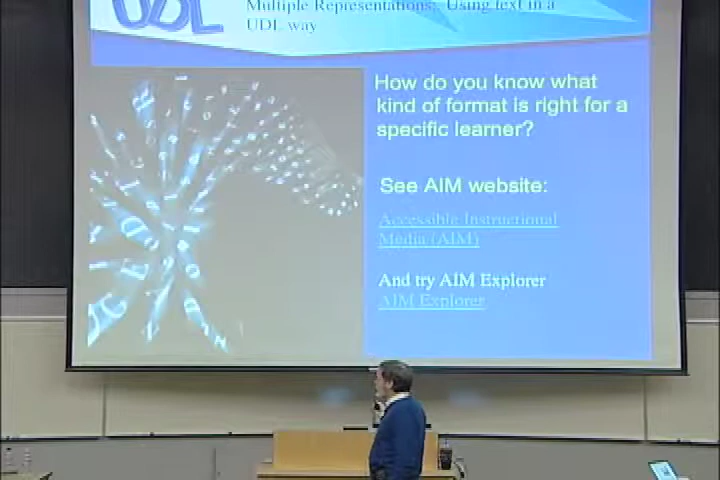 UDL
Multiple Representations: Using text in a
UDL way
How do you know what
kind of format is right for a
specific learner?
See AIM website:
Accessible Instructional
Media (AIM)
And try AIM Explorer
AIM Explorer